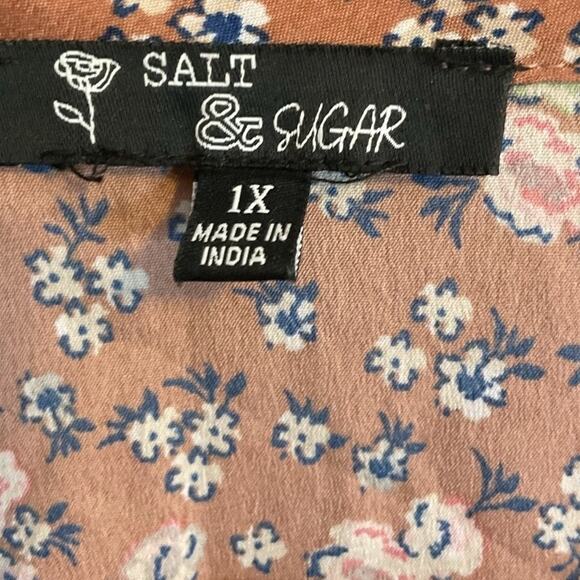 SALT
& SUGAR
1X
MADE IN
INDIA